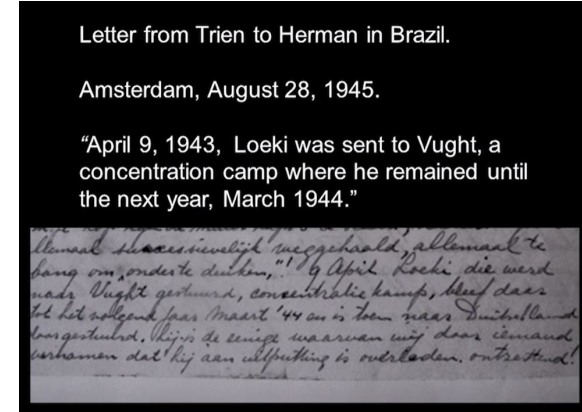 Letter from Trien to Herman in Brazil.
Amsterdam, August 28, 1945.
“April 9, 1943, Loeki was sent to Vught, a
concentration camp where he remained until
the next year, March 1944.”
allemaal successievelijk weggehaald, allemaal te
bang om onder te duiken, 9 April Loeki die werd
naar Vught gestuurd, concentratie kamp, bleef daar
tot het volgend jaar Maart '44 en is toen naar Duitschland
doorgestuurd. Hij is de eenige waarvan wij door iemand
vernamen dat hij aan uitputting is overleden. ontzettend!